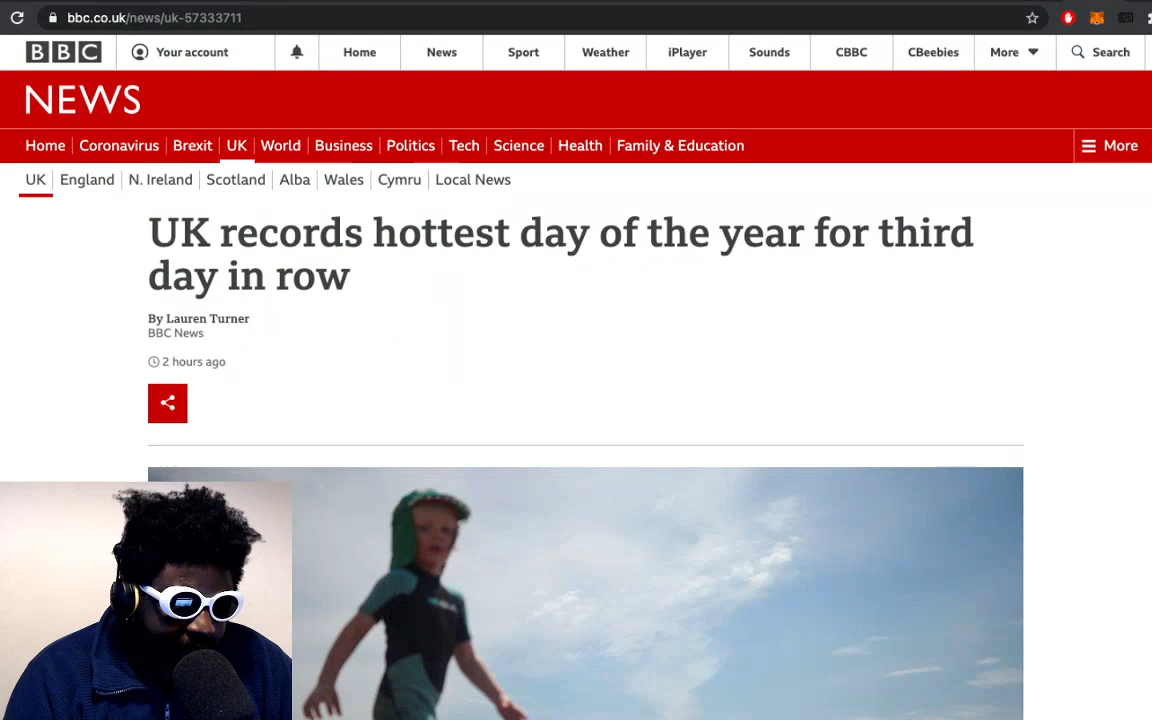 bbc.co.uk/news/uk-57333711
BBC Your account Home News Sport Weather iPlayer Sounds CBBC CBeebies More Search
NEWS
Home Coronavirus Brexit UK World Business Politics Tech Science Health Family & Education More
UK England N. Ireland Scotland Alba Wales Cymru Local News
UK records hottest day of the year for third
day in row
By Lauren Turner
BBC News
2 hours ago